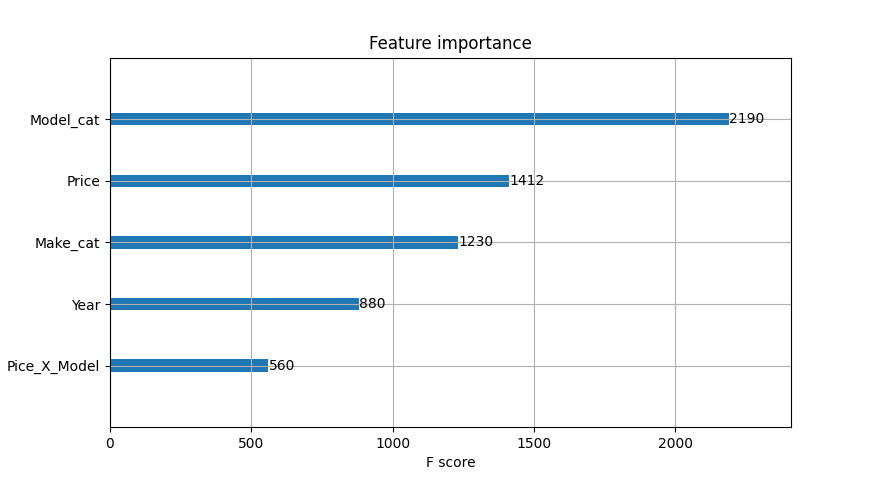 Feature importance
Model_cat 2190
Price 1412
Make_cat 1230
Year 880
Pice_X_Model 560
0 500 1000 1500 2000
F score